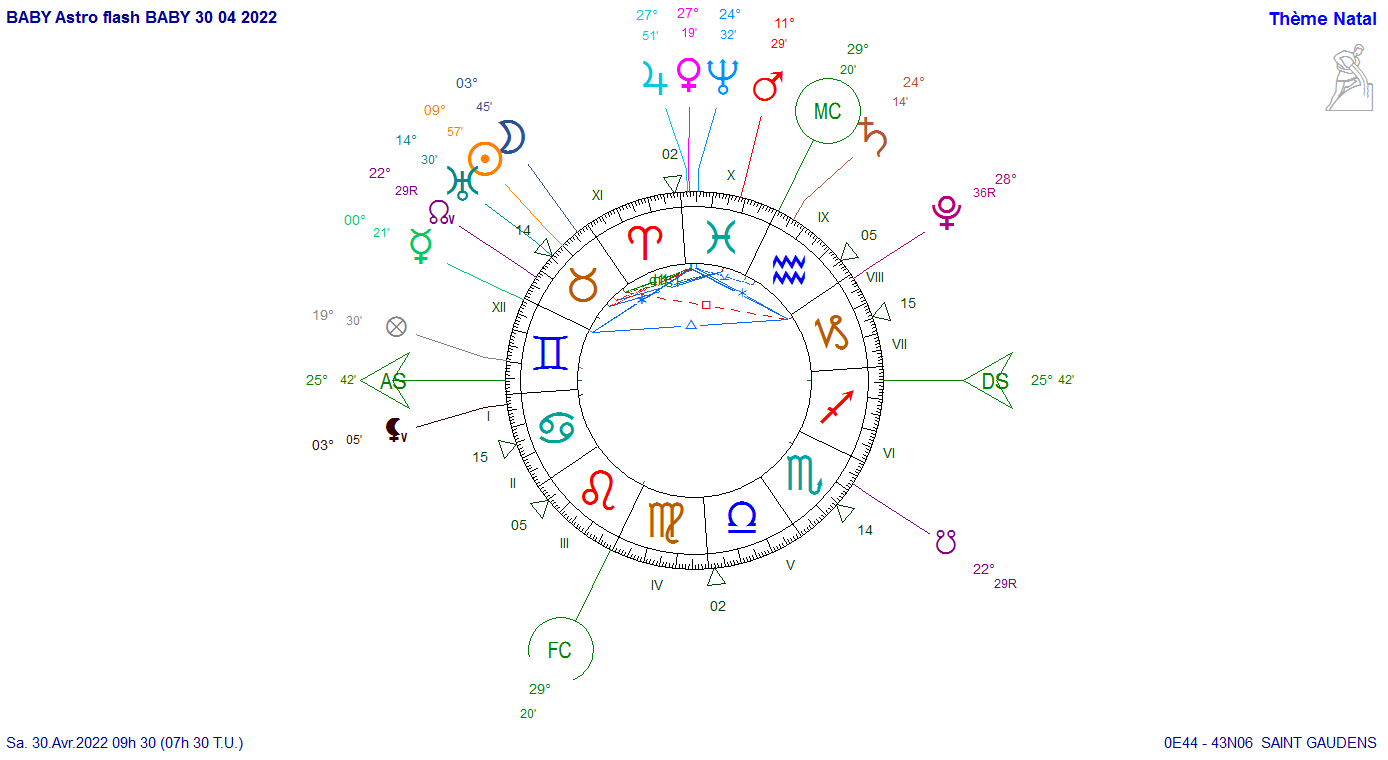 BABY Astro flash BABY 30 04 2022
Thème Natal
27° 27° 24° 11°
51' 19' 32' 29'
29°
20'
MC
24°
14'
03°
45'
09°
57'
14°
30'
22°
29R
00°
21'
02
X
XI
IX
14
05
28°
36R
VIII
XII
15
VII
19° 30'
25° 42'
AS
DS
25° 42'
I
03° 05'
V
V
15
II
VI
05
III
14
IV
V
02
22°
29R
FC
29°
20'
Sa. 30.Avr.2022 09h 30 (07h 30 T.U.)
0E44 - 43N06 SAINT GAUDENS